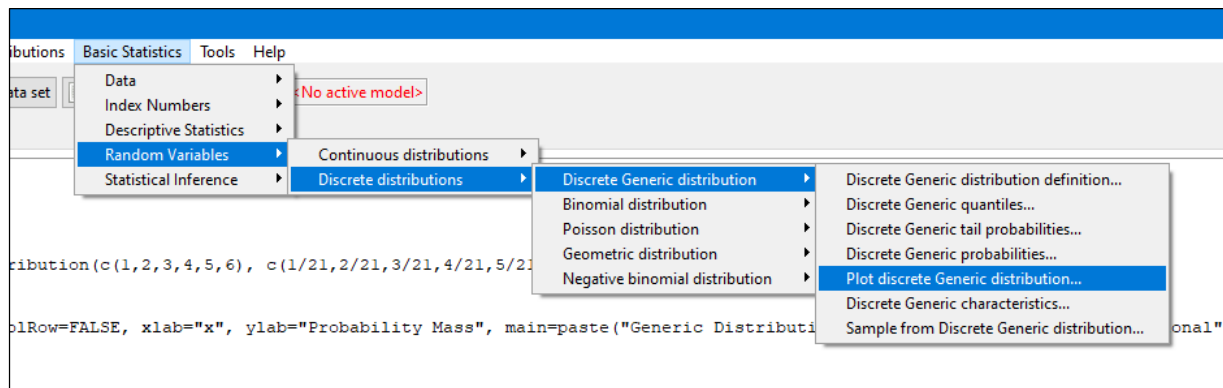 ibutions Basic Statistics Tools Help
ata set <No active model>
Data
Index Numbers
Descriptive Statistics
Random Variables
Statistical Inference
Continuous distributions
Discrete distributions
Discrete Generic distribution
Binomial distribution
Poisson distribution
Geometric distribution
Negative binomial distribution
Discrete Generic distribution definition...
Discrete Generic quantiles...
Discrete Generic tail probabilities...
Discrete Generic probabilities...
Plot discrete Generic distribution...
Discrete Generic characteristics...
Sample from Discrete Generic distribution...
ribution(c(1,2,3,4,5,6), c(1/21,2/21,3/21,4/21,5/21
olRow=FALSE, xlab="x", ylab="Probability Mass", main=paste("Generic Distributi onal"